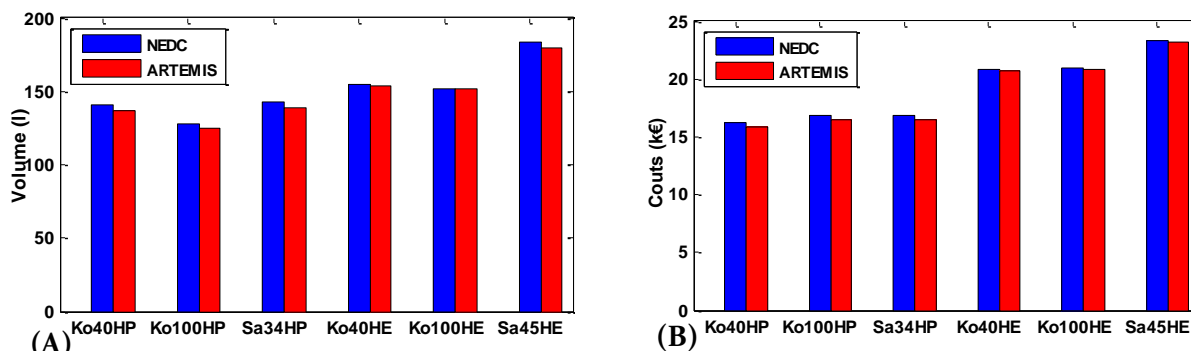 200
150
100
50
0
Volume (l)
NEDC
ARTEMIS
Ko40HP Ko100HP Sa34HP Ko40HE Ko100HE Sa45HE
(A)
25
20
15
10
5
0
Couts (k€)
NEDC
ARTEMIS
Ko40HP Ko100HP Sa34HP Ko40HE Ko100HE Sa45HE
(B)